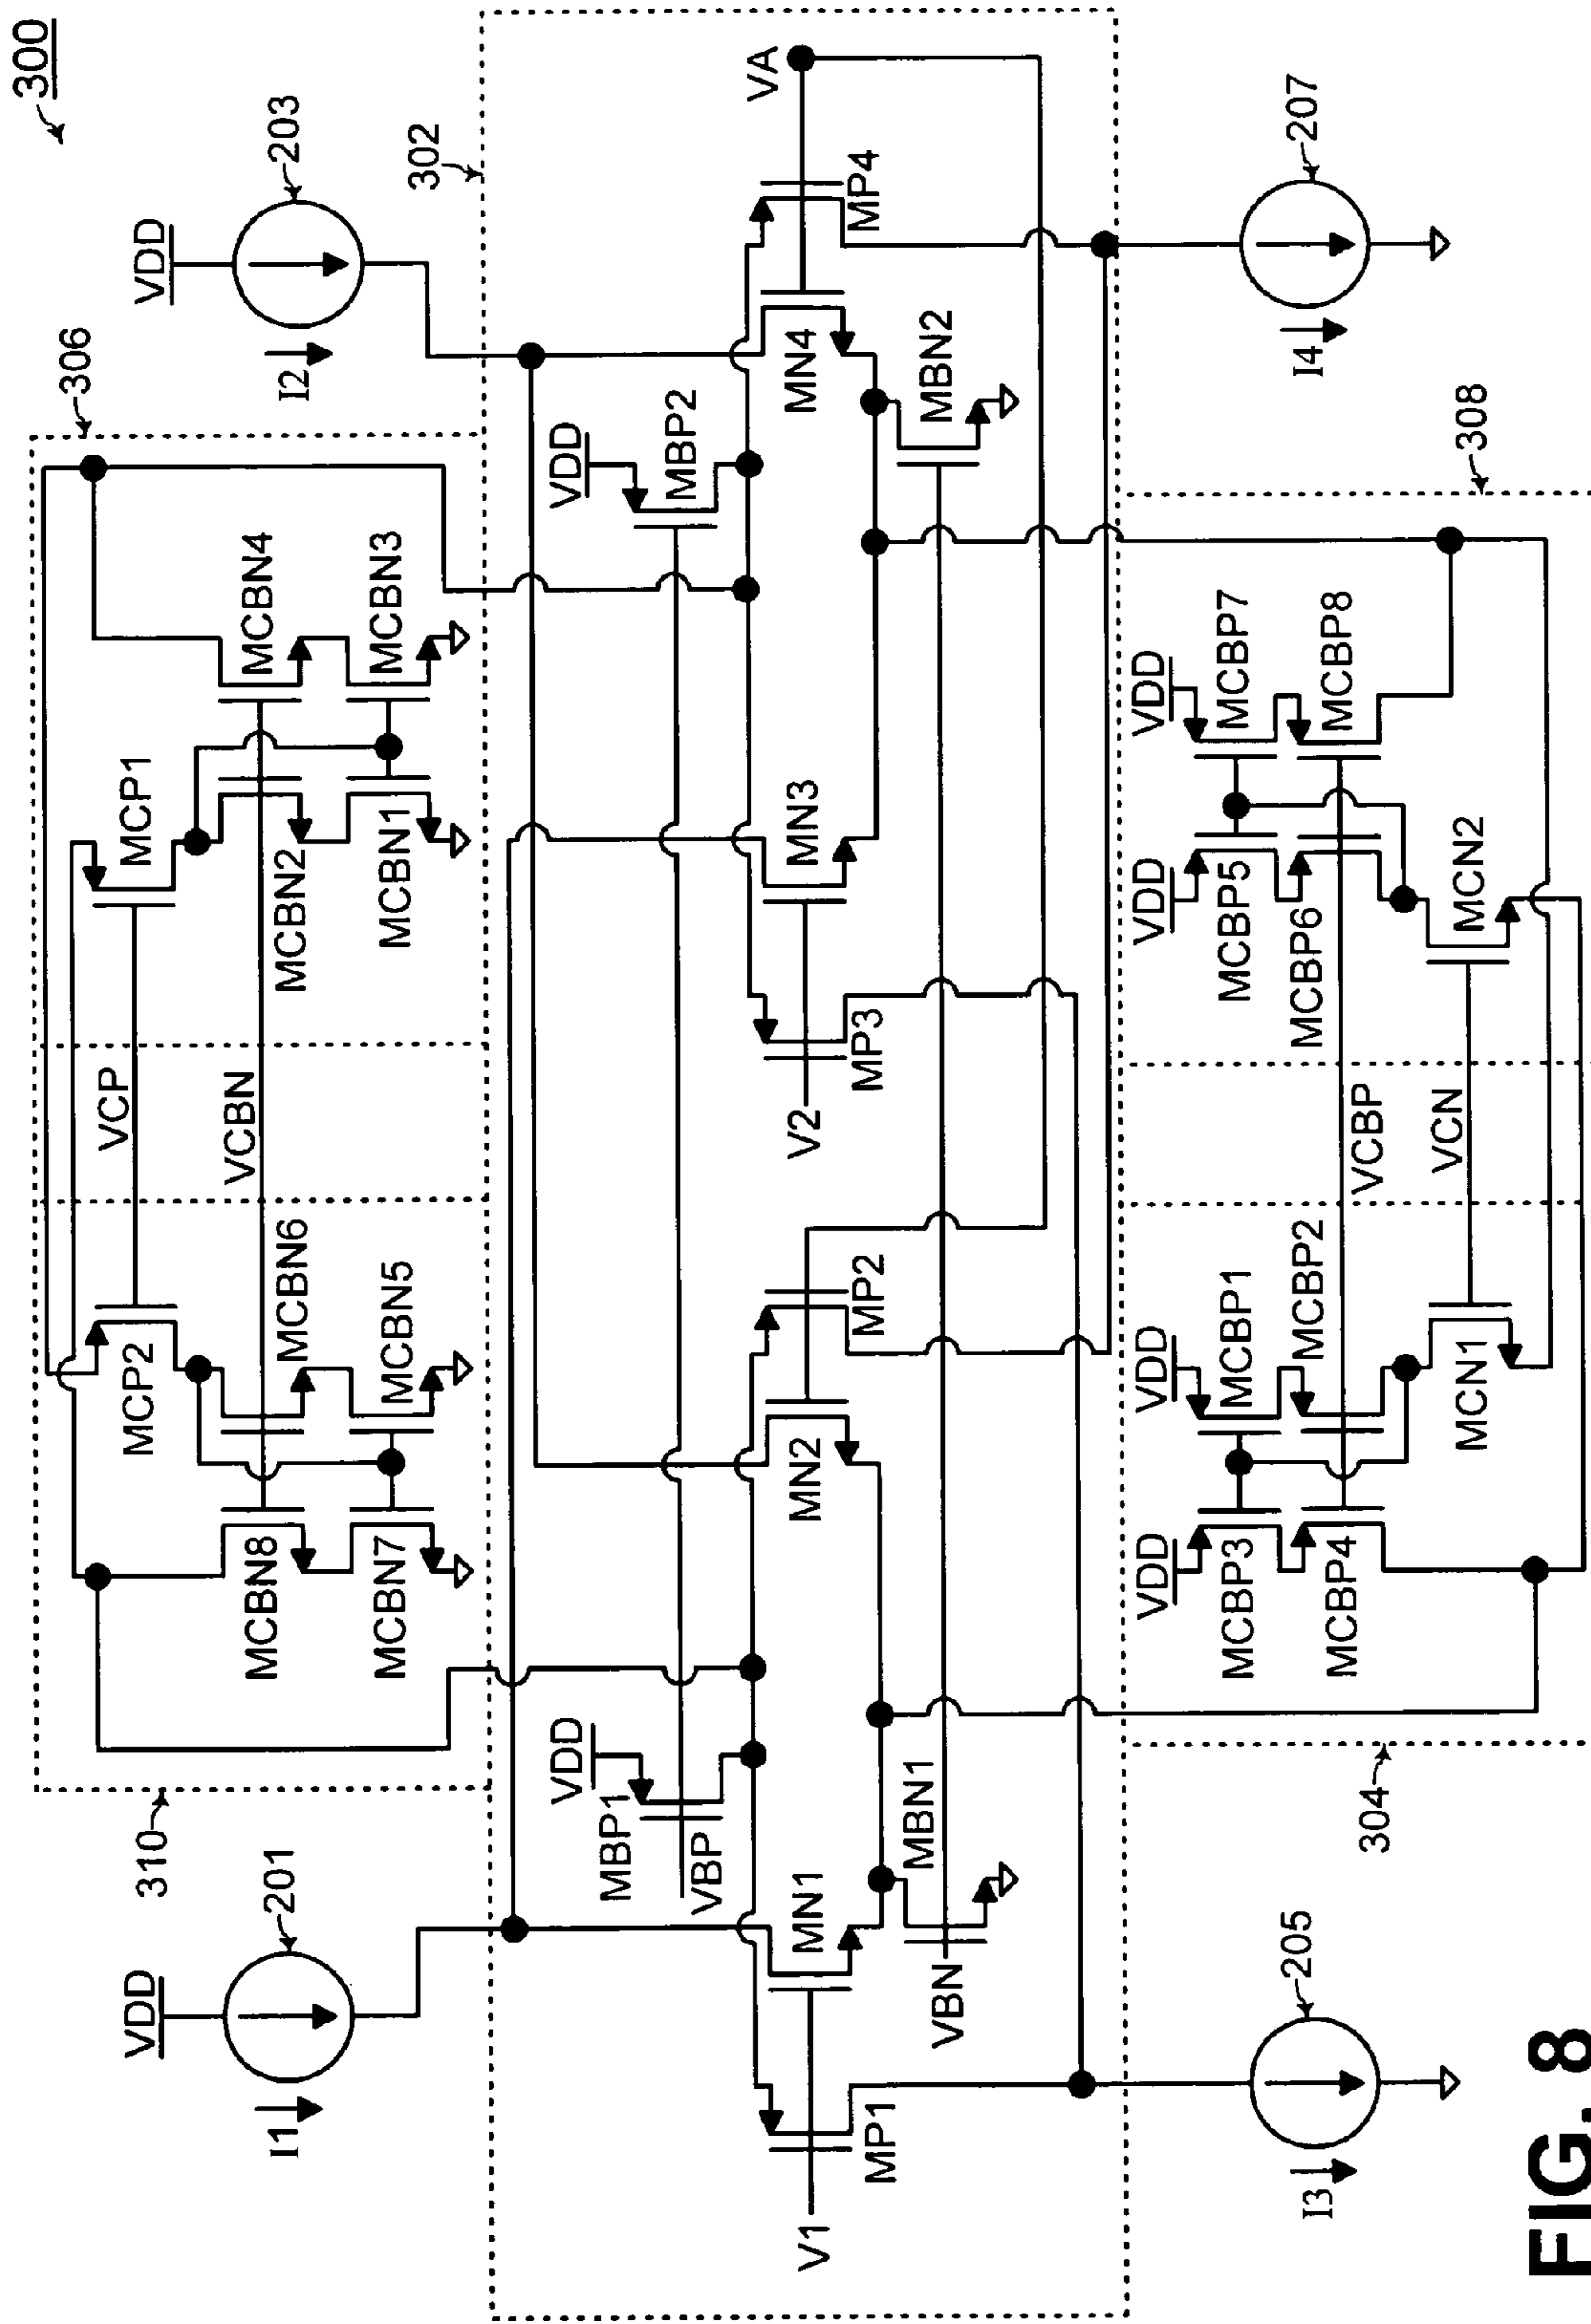 300
306
VDD
203
I2
302
VCP
MCP1
MCP2
VCBN
MCBN2
MCBN4
MCBN1
MCBN3
MCBN6
MCBN5
MCBN8
MCBN7
310
VDD
201
I1
VDD
MBP1
VBP
VDD
MBP2
VA
MP4
MN4
MBN2
MN3
MP3
V2
MP2
MN2
MN1
MP1
V1
MBN1
VBN
308
VDD
MCBP7
MCBP8
VDD
MCBP5
MCBP6
MCN2
VCBP
VCN
VDD
MCBP1
MCBP2
MCN1
VDD
MCBP3
MCBP4
304
207
I4
205
I3
FIG. 8